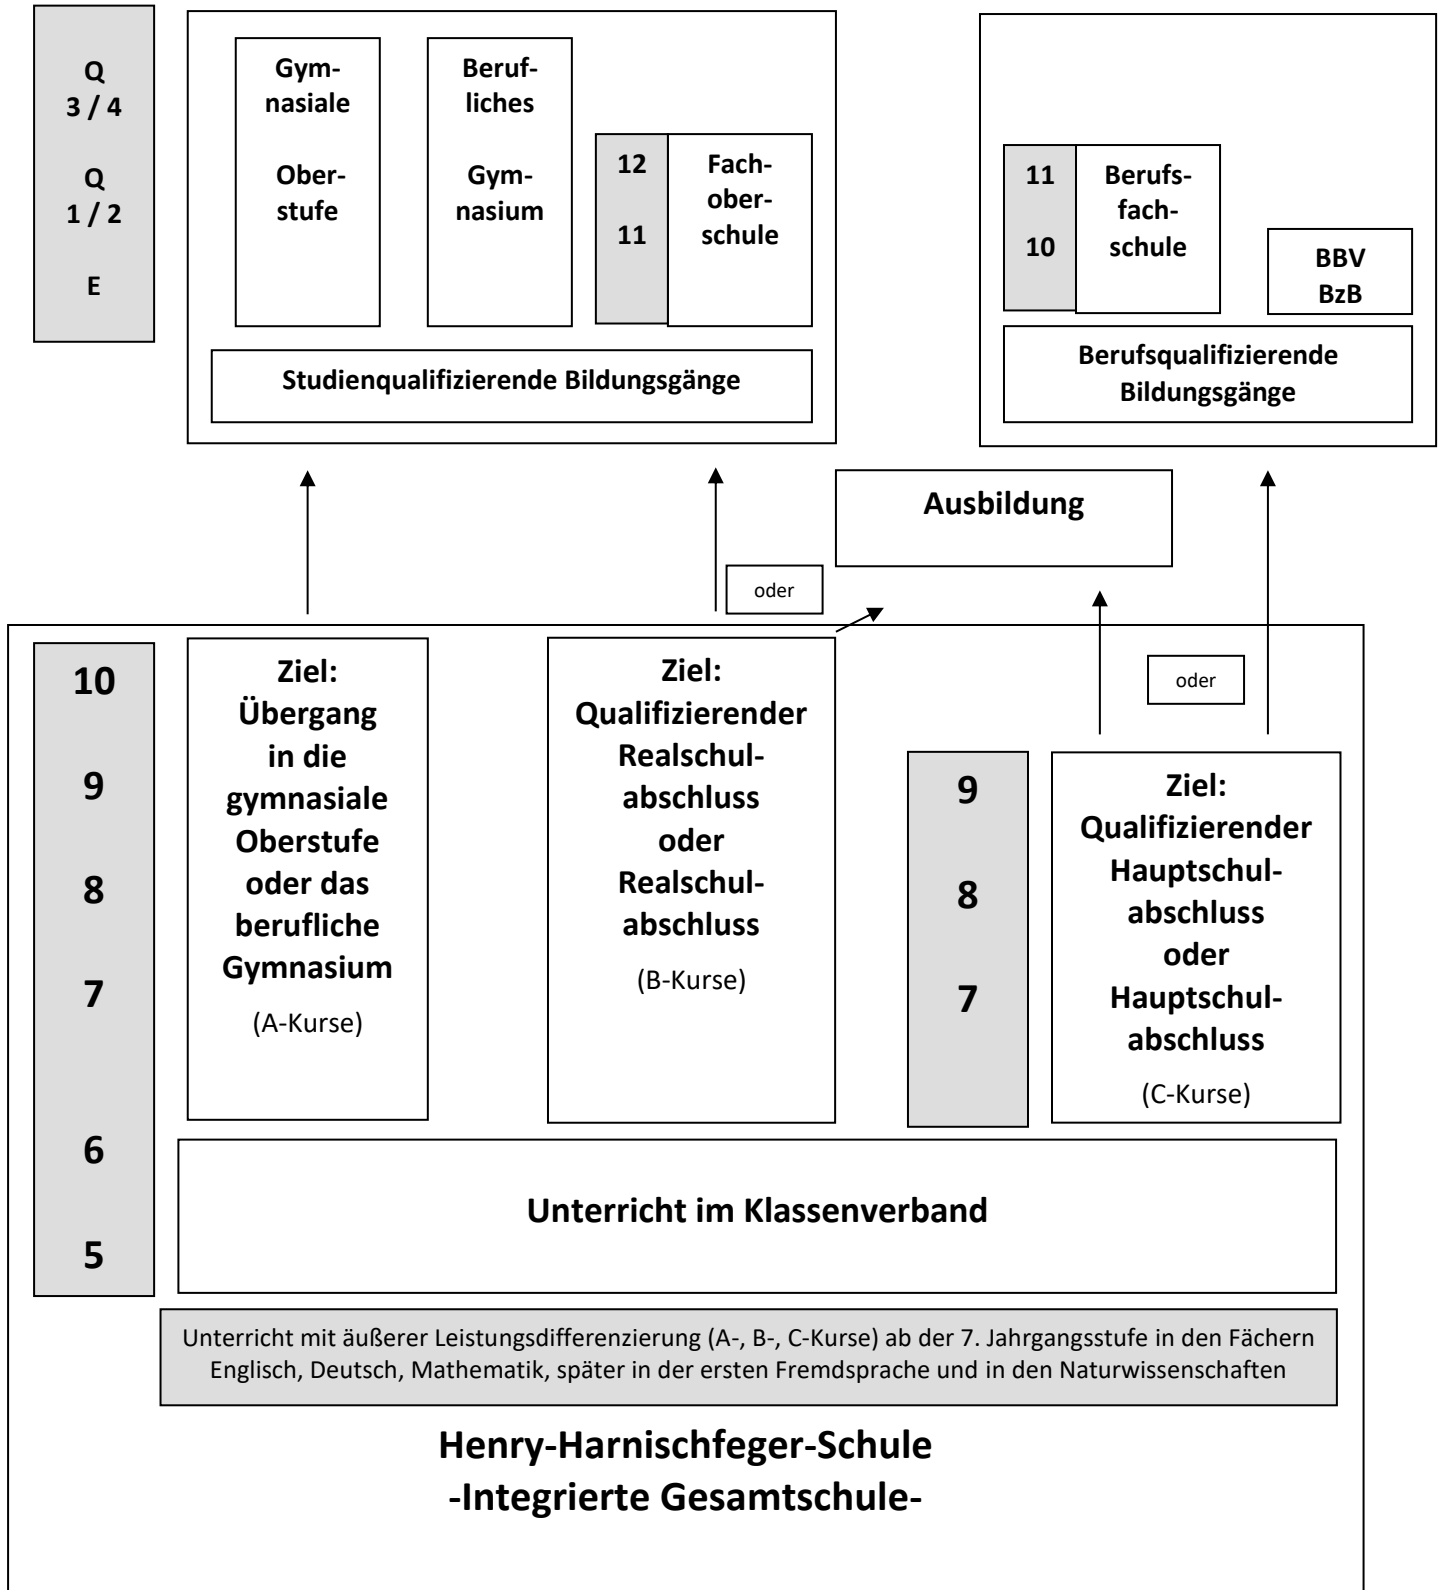 Q
3 / 4
Q
1 / 2
E
Gym-
nasiale
Ober-
stufe
Beruf-
liches
Gym-
nasium
12
11
Fach-
ober-
schule
Studienqualifizierende Bildungsgänge
11
10
Berufs-
fach-
schule
BBV
BzB
Berufsqualifizierende
Bildungsgänge
Ausbildung
oder
oder
10
9
8
7
6
5
Ziel:
Übergang
in die
gymnasiale
Oberstufe
oder das
berufliche
Gymnasium
(A-Kurse)
Ziel:
Qualifizierender
Realschul-
abschluss
oder
Realschul-
abschluss
(B-Kurse)
9
8
7
Ziel:
Qualifizierender
Hauptschul-
abschluss
oder
Hauptschul-
abschluss
(C-Kurse)
Unterricht im Klassenverband
Unterricht mit äußerer Leistungsdifferenzierung (A-, B-, C-Kurse) ab der 7. Jahrgangsstufe in den Fächern
Englisch, Deutsch, Mathematik, später in der ersten Fremdsprache und in den Naturwissenschaften
Henry-Harnischfeger-Schule
-Integrierte Gesamtschule-